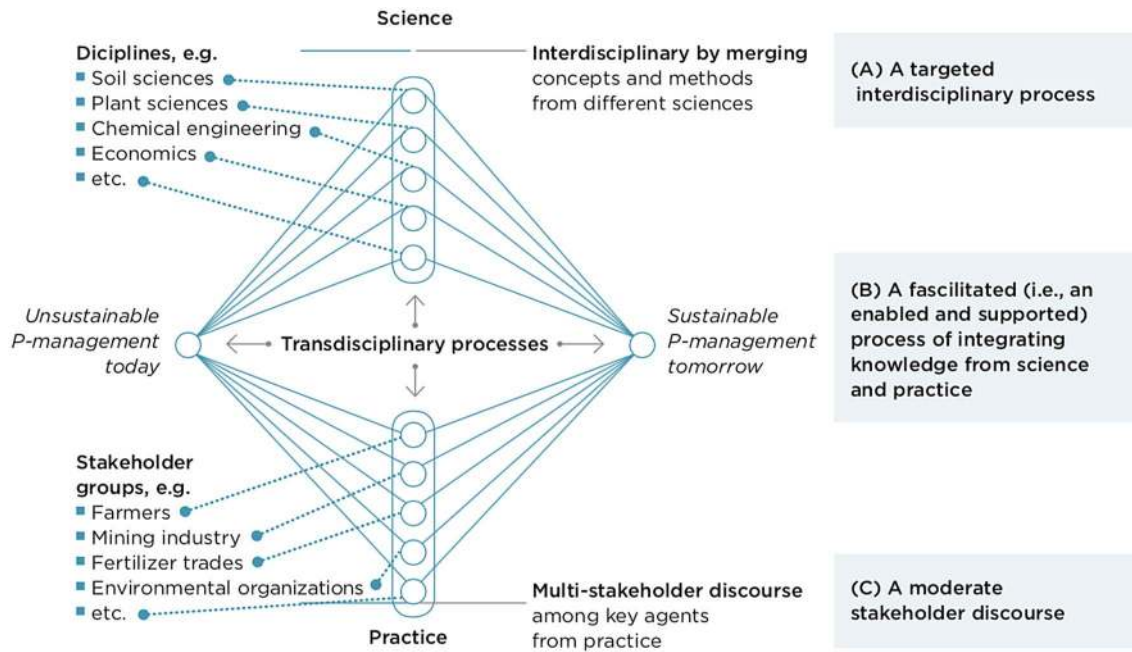 Science
Diciplines, e.g.
Soil sciences
Plant sciences
Chemical engineering
Economics
etc.
Interdisciplinary by merging
concepts and methods
from different sciences
(A) A targeted
interdisciplinary process
Unsustainable
P-management
today
Transdisciplinary processes
Sustainable
P-management
tomorrow
(B) A fascilitated (i.e., an
enabled and supported)
process of integrating
knowledge from science
and practice
Stakeholder
groups, e.g.
Farmers
Mining industry
Fertilizer trades
Environmental organizations
etc.
Practice
Multi-stakeholder discourse
among key agents
from practice
(C) A moderate
stakeholder discourse